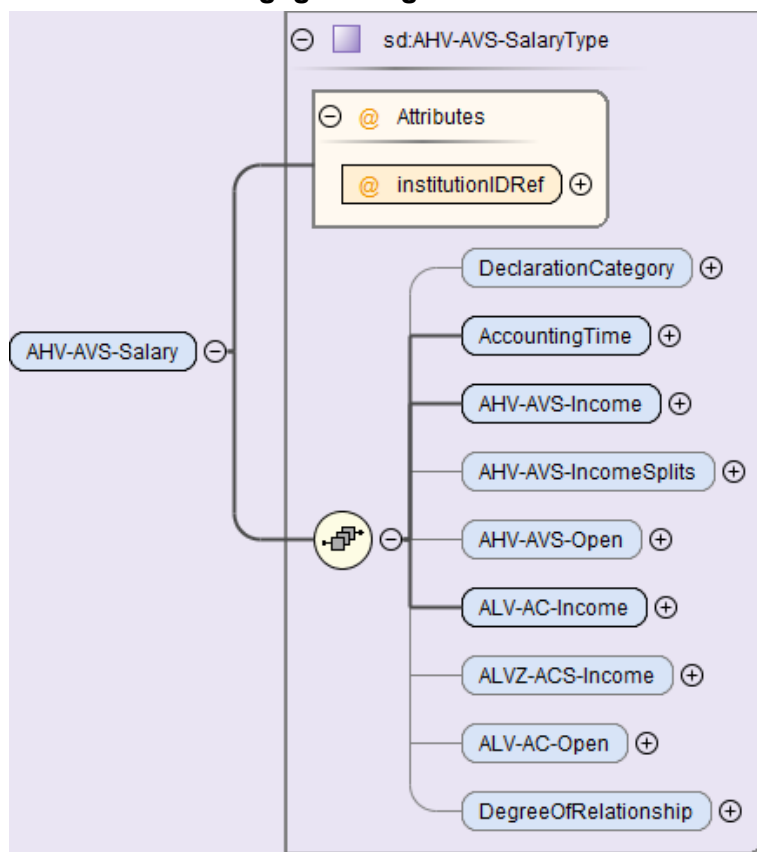 sd:AHV-AVS-SalaryType
@ Attributes
@ institutionIDRef
DeclarationCategory
AccountingTime
AHV-AVS-Salary
AHV-AVS-Income
AHV-AVS-IncomeSplits
AHV-AVS-Open
ALV-AC-Income
ALVZ-ACS-Income
ALV-AC-Open
DegreeOfRelationship